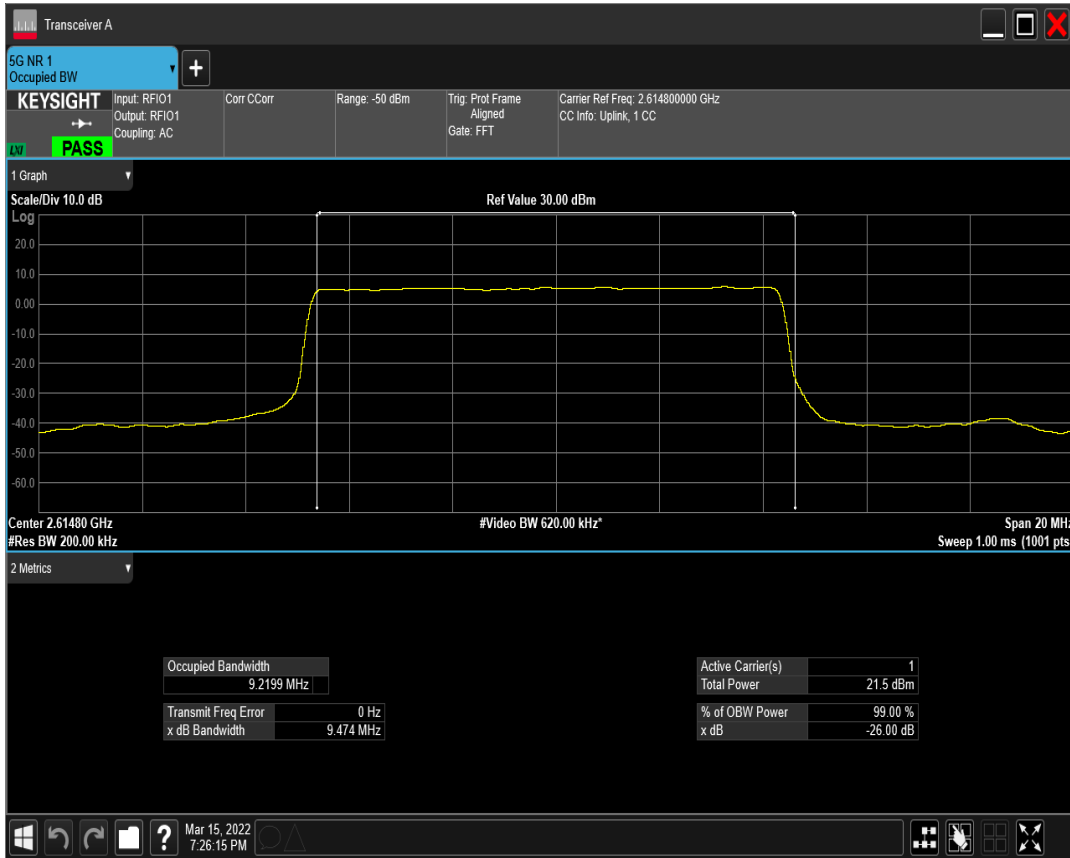 Transceiver A
5G NR 1
Occupied BW
KEYSIGHT
LXI
PASS
Input: RFIO1
Output: RFIO1
Coupling: AC
Corr CCorr
Range: -50 dBm
Trig: Prot Frame
Aligned
Gate: FFT
Carrier Ref Freq: 2.614800000 GHz
CC Info: Uplink, 1 CC
1 Graph
Scale/Div 10.0 dB
Ref Value 30.00 dBm
Log
20.0
10.0
0.00
-10.0
-20.0
-30.0
-40.0
-50.0
-60.0
Center 2.61480 GHz
#Video BW 620.00 kHz*
Span 20 MHz
#Res BW 200.00 kHz
Sweep 1.00 ms (1001 pts
2 Metrics
Occupied Bandwidth
9.2199 MHz
Transmit Freq Error 0 Hz
x dB Bandwidth 9.474 MHz
Active Carrier(s) 1
Total Power 21.5 dBm
% of OBW Power 99.00 %
x dB -26.00 dB
?
Mar 15, 2022
7:26:15 PM